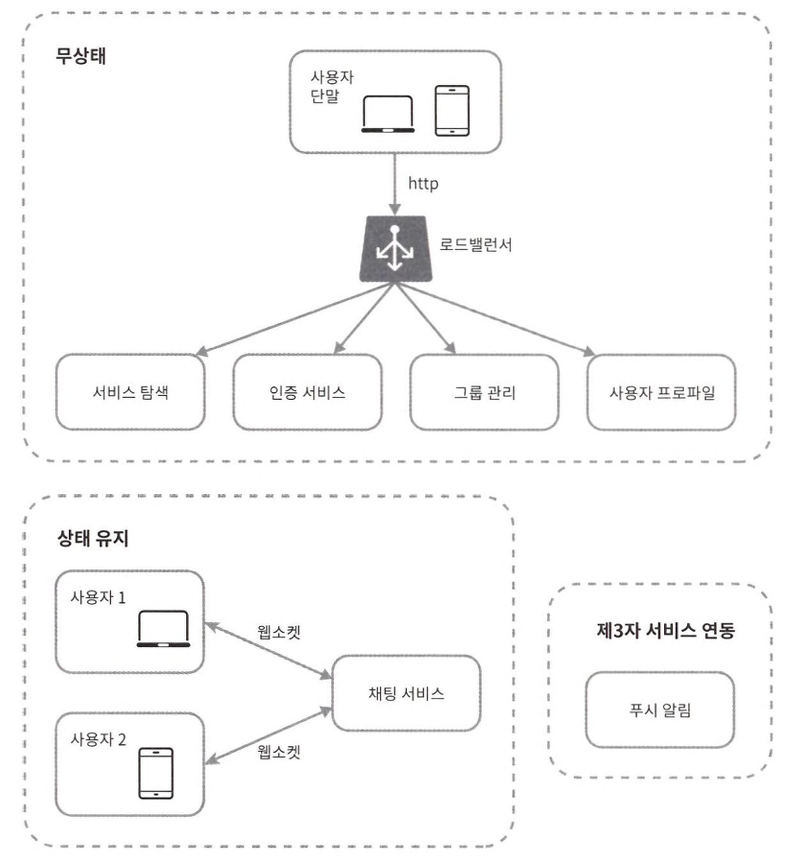 무상태
사용자
단말
http
로드밸런서
서비스 탐색
인증 서비스
그룹 관리
사용자 프로파일
상태 유지
사용자 1
웹소켓
채팅 서비스
사용자 2
웹소켓
제3자 서비스 연동
푸시 알림